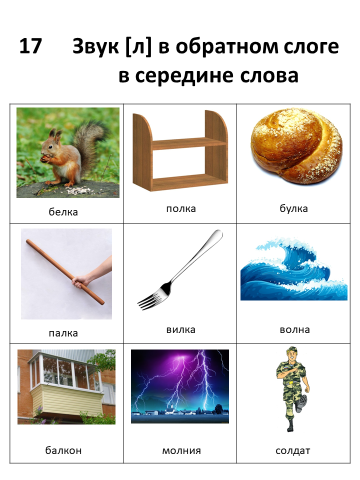 17 Звук [л] в обратном слоге
в середине слова
белка
полка
булка
палка
вилка
волна
балкон
молния
солдат